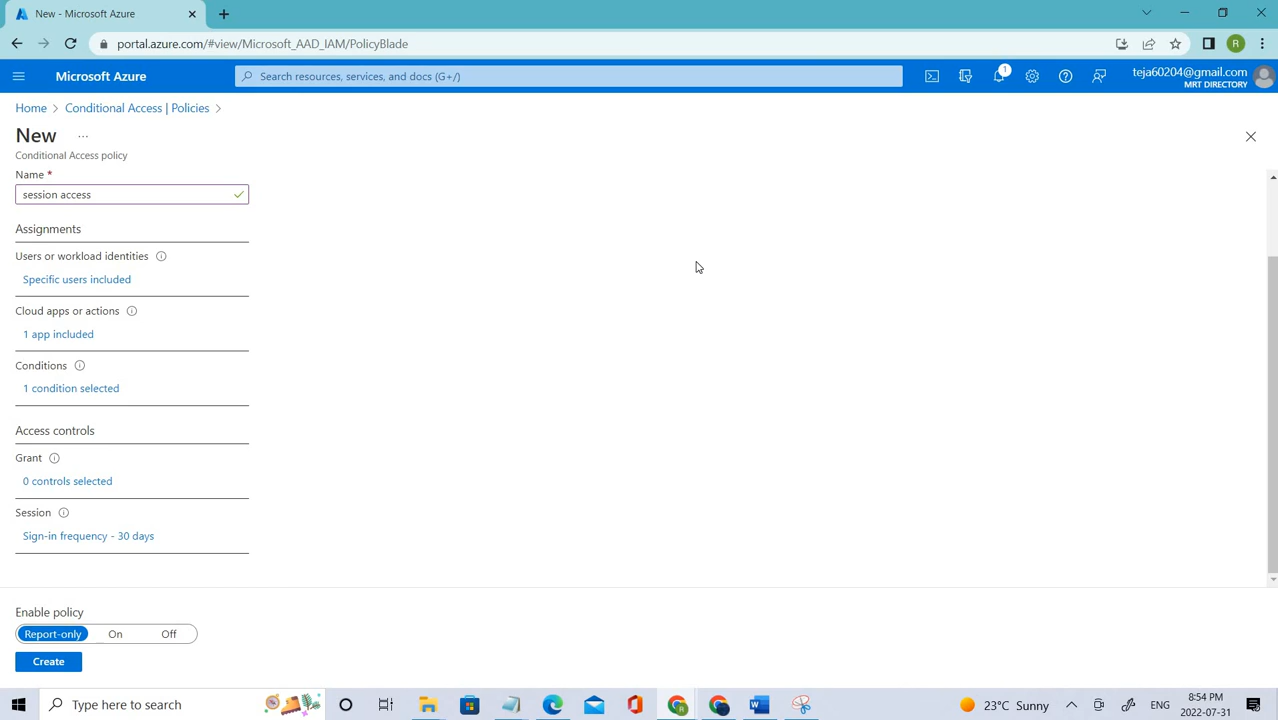 New - Microsoft Azure
portal.azure.com/#view/Microsoft_AAD_IAM/PolicyBlade
R
Microsoft Azure
Search resources, services, and docs (G+/)
1
teja60204@gmail.com
MRT DIRECTORY
Home > Conditional Access | Policies >
New ...
Conditional Access policy
Name *
session access
Assignments
Users or workload identities
Specific users included
Cloud apps or actions
1 app included
Conditions
1 condition selected
Access controls
Grant
0 controls selected
Session
Sign-in frequency - 30 days
Enable policy
Report-only On Off
Create
Type here to search
23°C Sunny
ENG
8:54 PM
2022-07-31